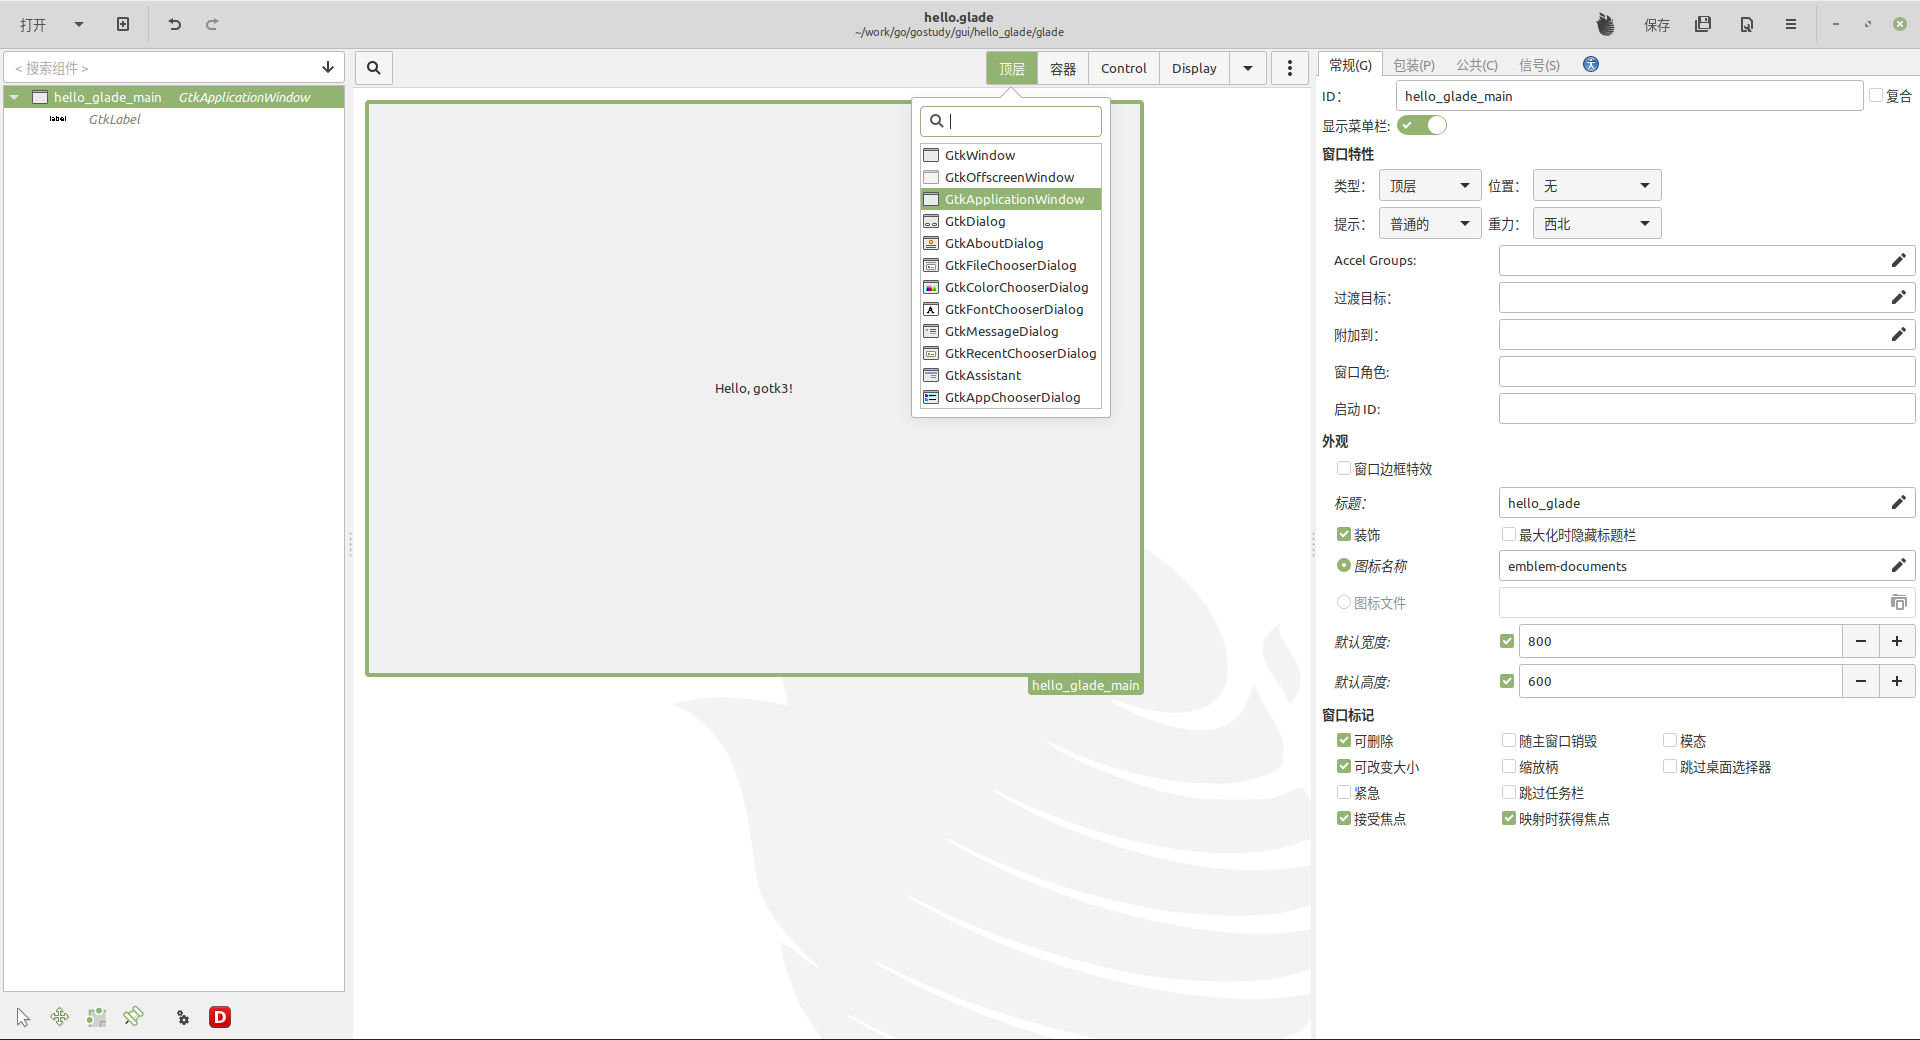 打开
hello.glade
~/work/go/gostudy/gui/hello_glade/glade
保存
< 搜索组件 >
hello_glade_main GtkApplicationWindow
label GtkLabel
顶层 容器 Control Display
GtkWindow
GtkOffscreenWindow
GtkApplicationWindow
GtkDialog
GtkAboutDialog
GtkFileChooserDialog
GtkColorChooserDialog
GtkFontChooserDialog
GtkMessageDialog
GtkRecentChooserDialog
GtkAssistant
GtkAppChooserDialog
Hello, gotk3!
hello_glade_main
D
常规(G) 包装(P) 公共(C) 信号(S)
ID: hello_glade_main 复合
显示菜单栏:
窗口特性
类型: 顶层 位置: 无
提示: 普通的 重力: 西北
Accel Groups:
过渡目标:
附加到:
窗口角色:
启动 ID:
外观
窗口边框特效
标题: hello_glade
装饰 最大化时隐藏标题栏
图标名称 emblem-documents
图标文件
默认宽度: 800
默认高度: 600
窗口标记
可删除 随主窗口销毁 模态
可改变大小 缩放柄 跳过桌面选择器
紧急 跳过任务栏
接受焦点 映射时获得焦点